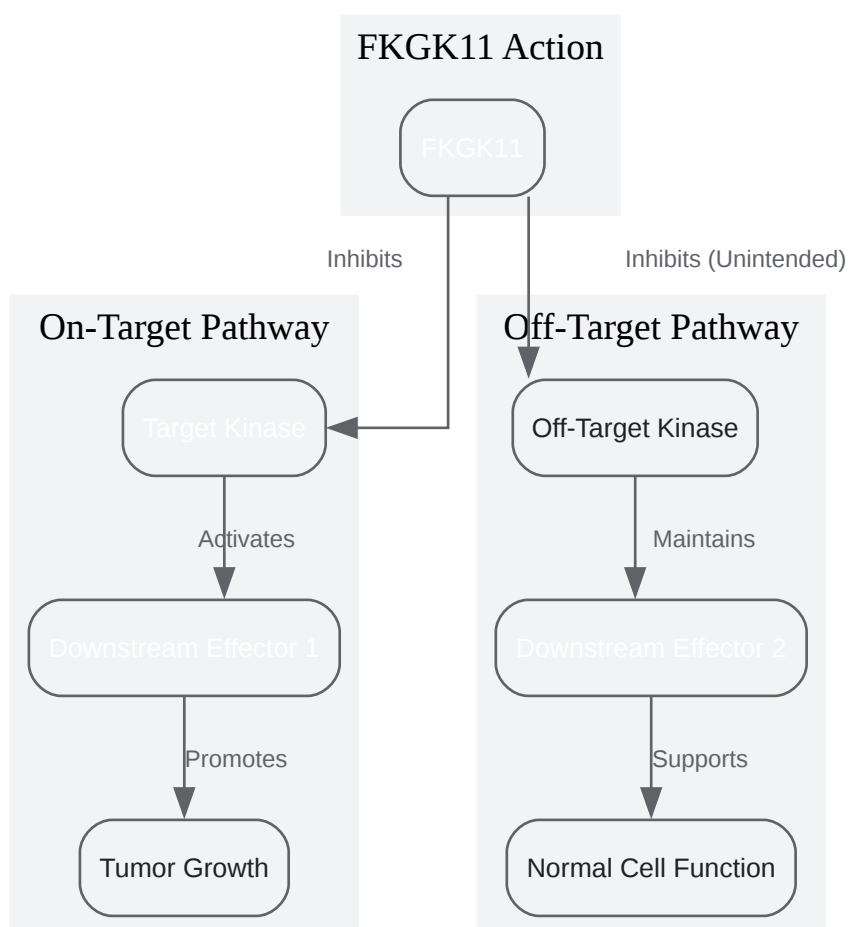 FKGK11 Action
FKGK11
Inhibits
Inhibits (Unintended)
On-Target Pathway
Off-Target Pathway
Target Kinase
Off-Target Kinase
Activates
Maintains
Downstream Effector 1
Downstream Effector 2
Promotes
Supports
Tumor Growth
Normal Cell Function